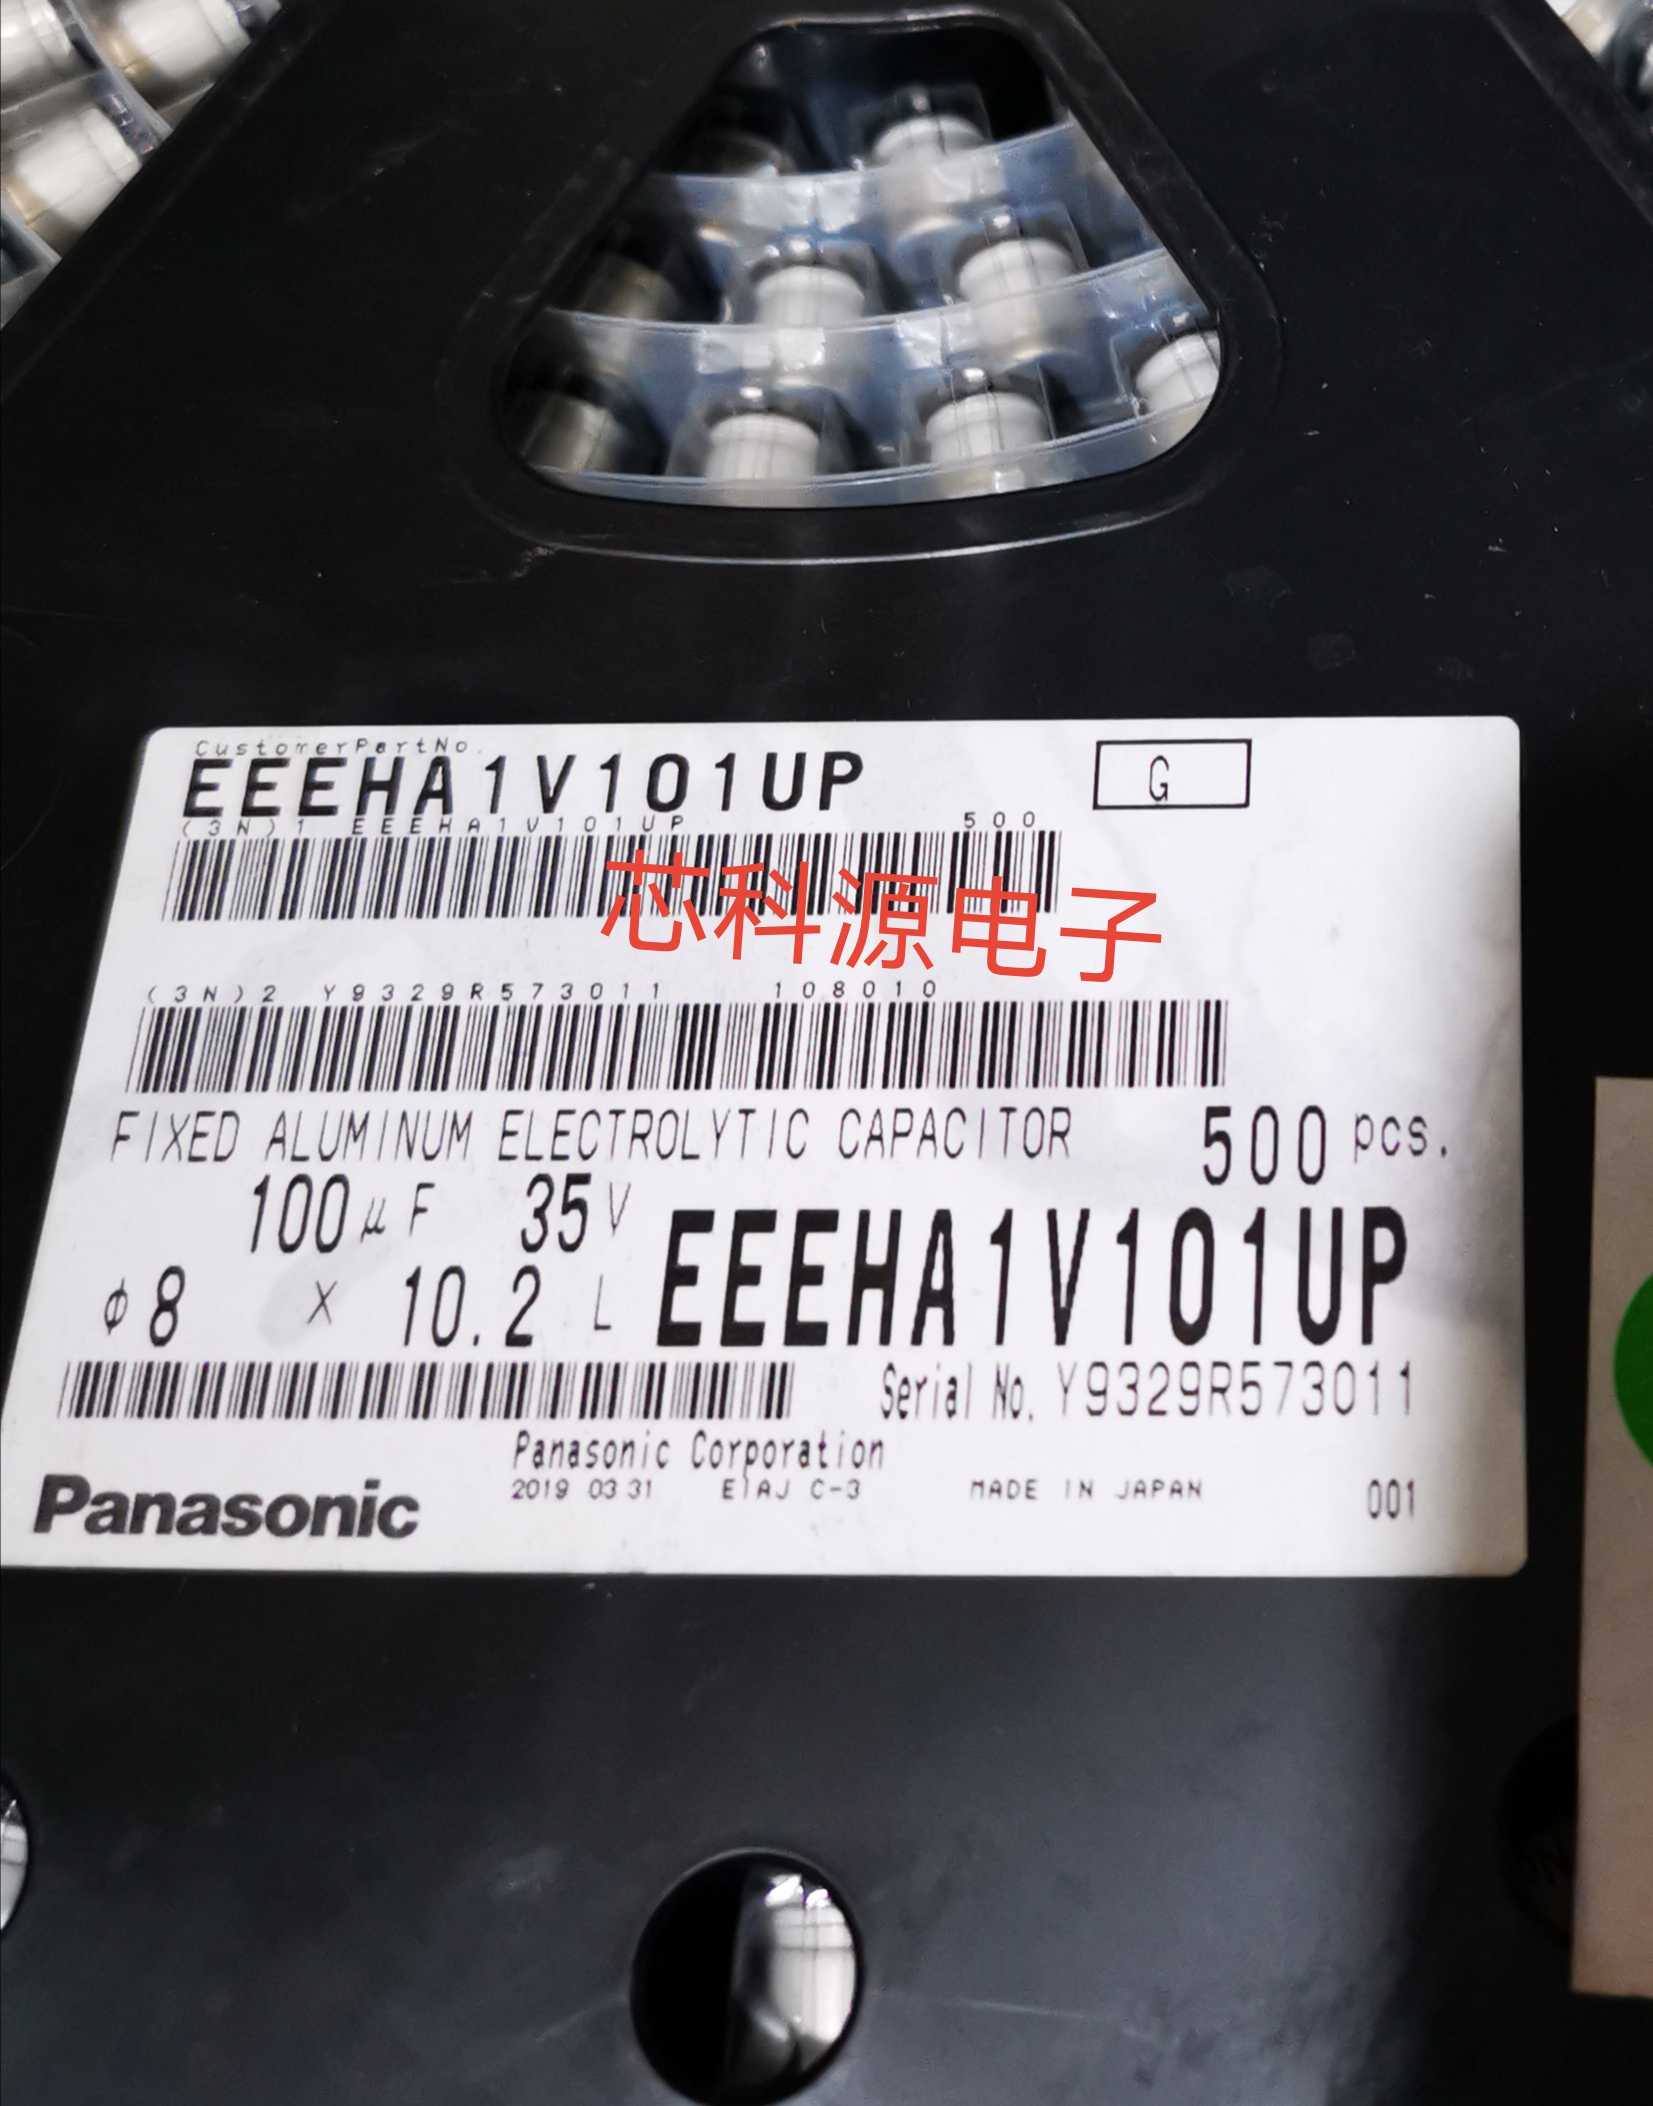 CustomerPartNo.
EEEHA1V101UP
G
(3N)1 EEEHA1V101UP 500
芯科源电子
(3N)2 Y9329R573011 108010
FIXED ALUMINUM ELECTROLYTIC CAPACITOR 500 pcs.
100μF 35V
EEEHA1V101UP
φ8 × 10.2 L
Serial No. Y9329R573011
Panasonic Corporation
Panasonic 2019 03 31 EIAJ C-3 MADE IN JAPAN 001